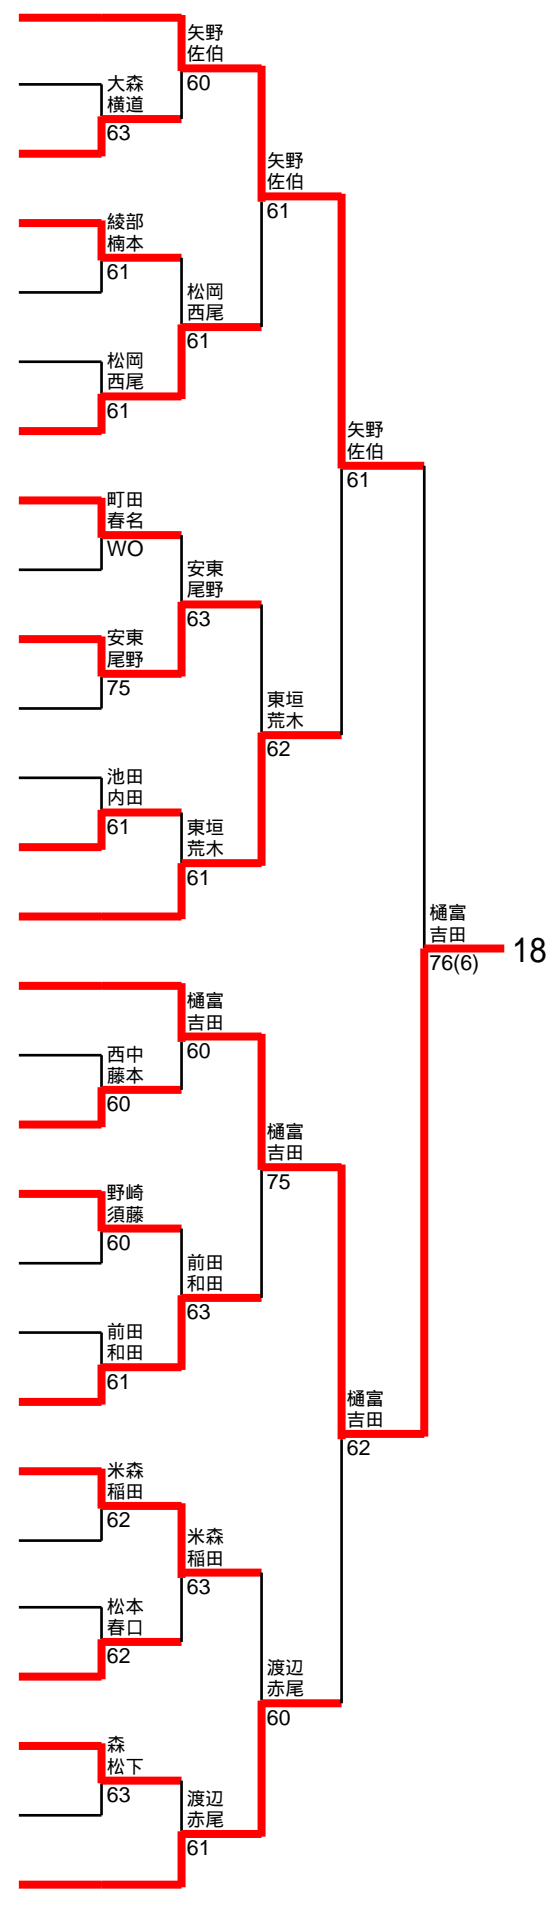 矢野
佐伯
60
大森
横道
63
矢野
佐伯
61
綾部
楠本
61
松岡
西尾
61
松岡
西尾
61
矢野
佐伯
61
町田
春名
WO
安東
尾野
63
安東
尾野
75
東垣
荒木
62
池田
内田
61
東垣
荒木
61
樋富
吉田
76(6)
18
樋富
吉田
60
西中
藤本
60
樋富
吉田
75
野崎
須藤
60
前田
和田
63
前田
和田
61
樋富
吉田
62
米森
稲田
62
米森
稲田
63
松本
春口
62
渡辺
赤尾
60
森
松下
63
渡辺
赤尾
61